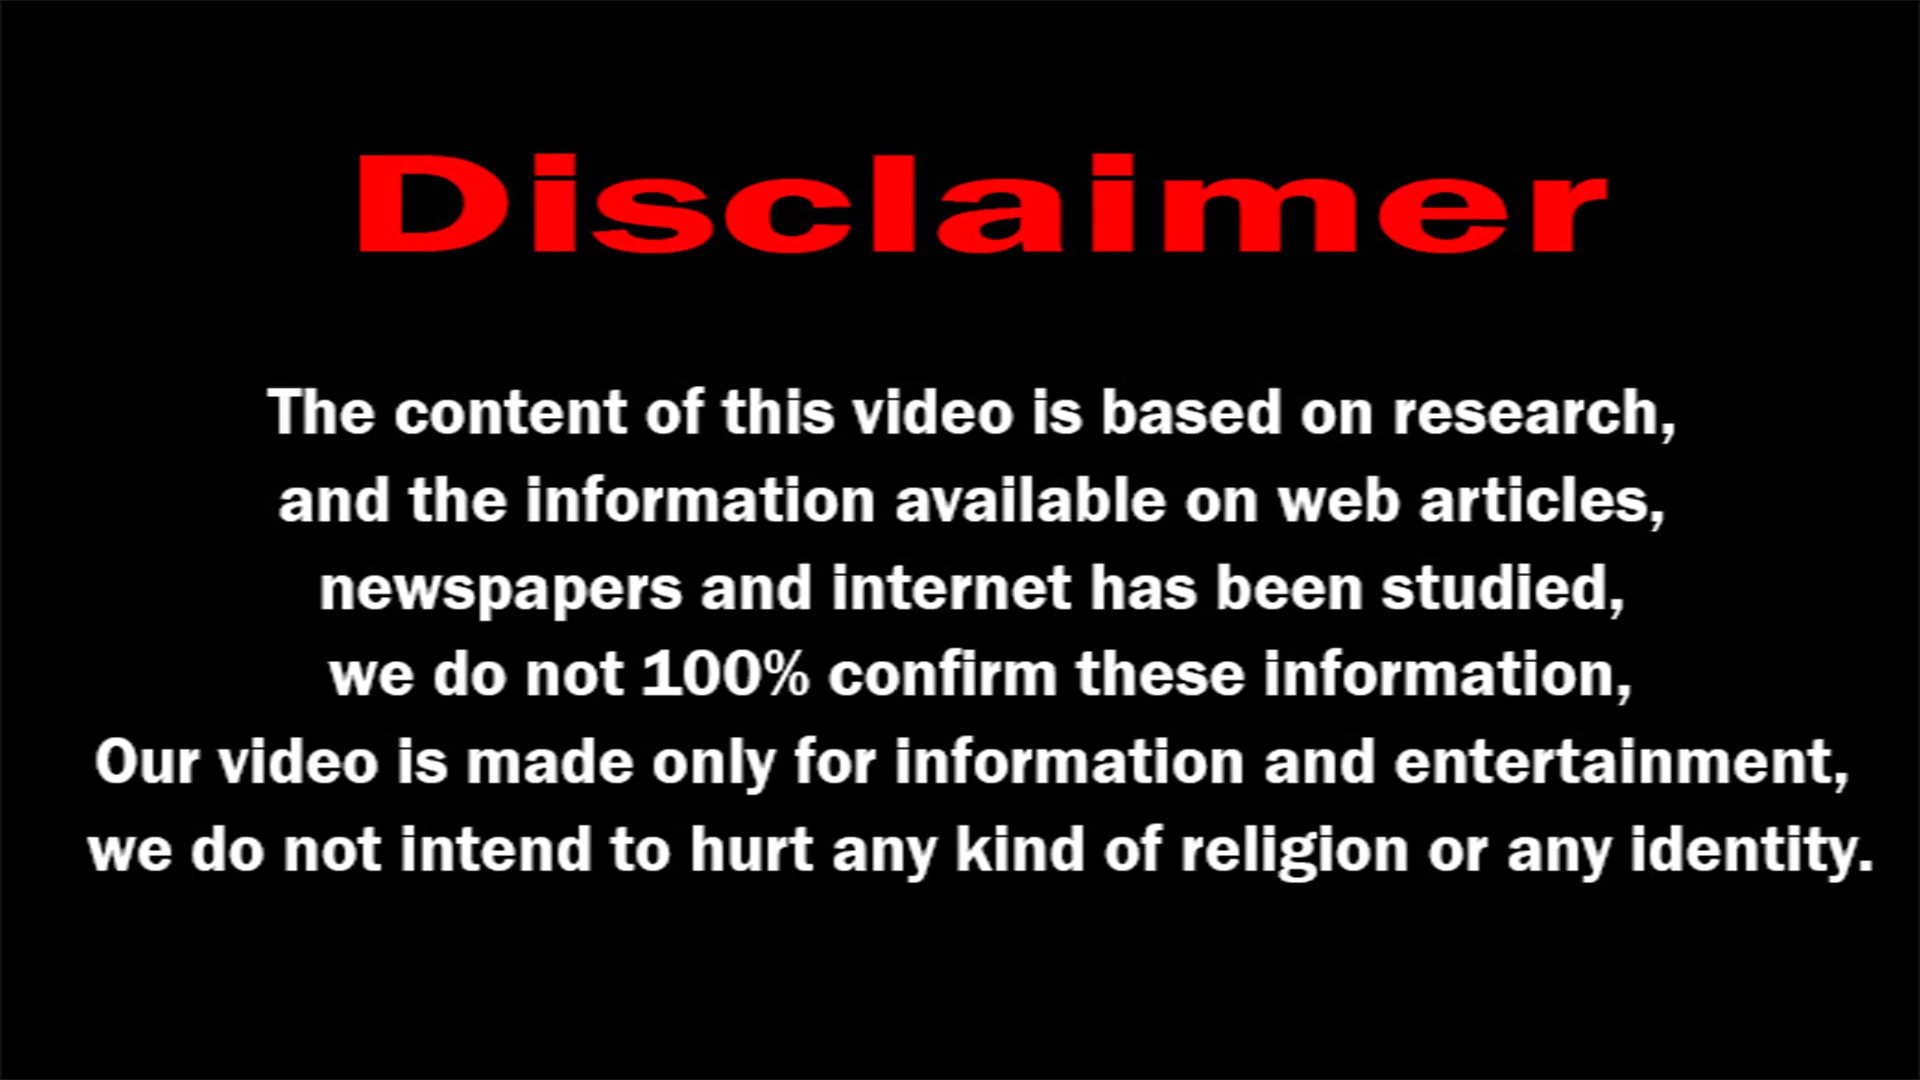 Disclaimer
The content of this video is based on research,
and the information available on web articles,
newspapers and internet has been studied,
we do not 100% confirm these information,
Our video is made only for information and entertainment,
we do not intend to hurt any kind of religion or any identity.